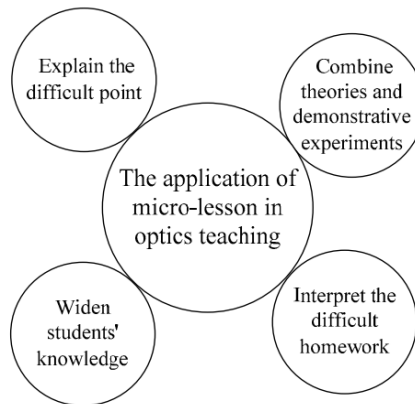 Explain the
difficult point
Combine
theories and
demonstrative
experiments
The application of
micro-lesson in
optics teaching
Widen
students'
knowledge
Interpret the
difficult
homework